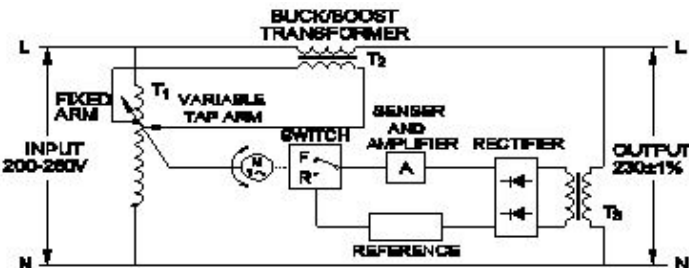 BUCK/BOOST
TRANSFORMER
L
L
T2
T1
FIXED
ARM
VARIABLE
TAP ARM
SENSER
AND
AMPLIFIER
SWITCH
RECTIFIER
INPUT
200-260V
M
F
R
A
OUTPUT
230±1%
T3
REFERENCE
N
N